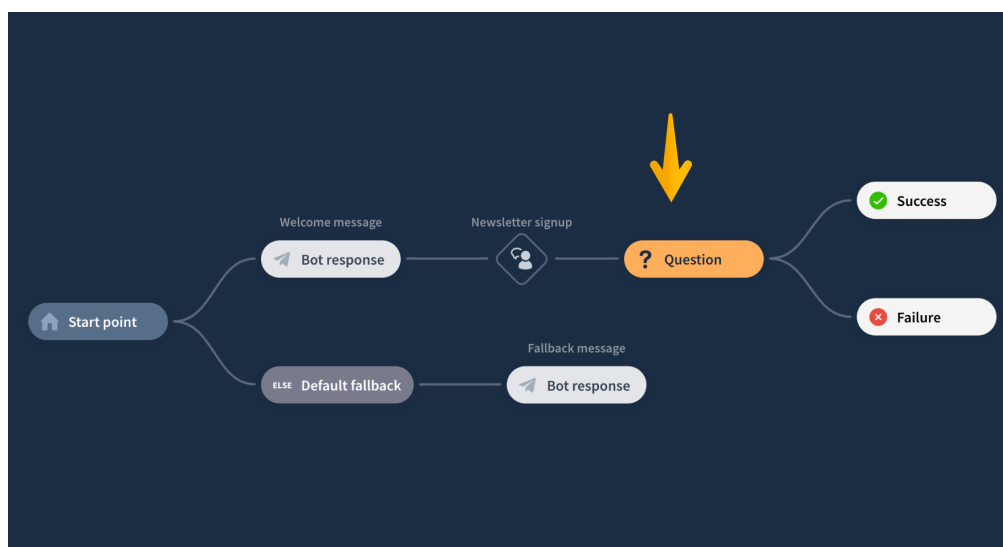 Welcome message
Bot response
Newsletter signup
? Question
Success
Failure
Start point
ELSE Default fallback
Fallback message
Bot response